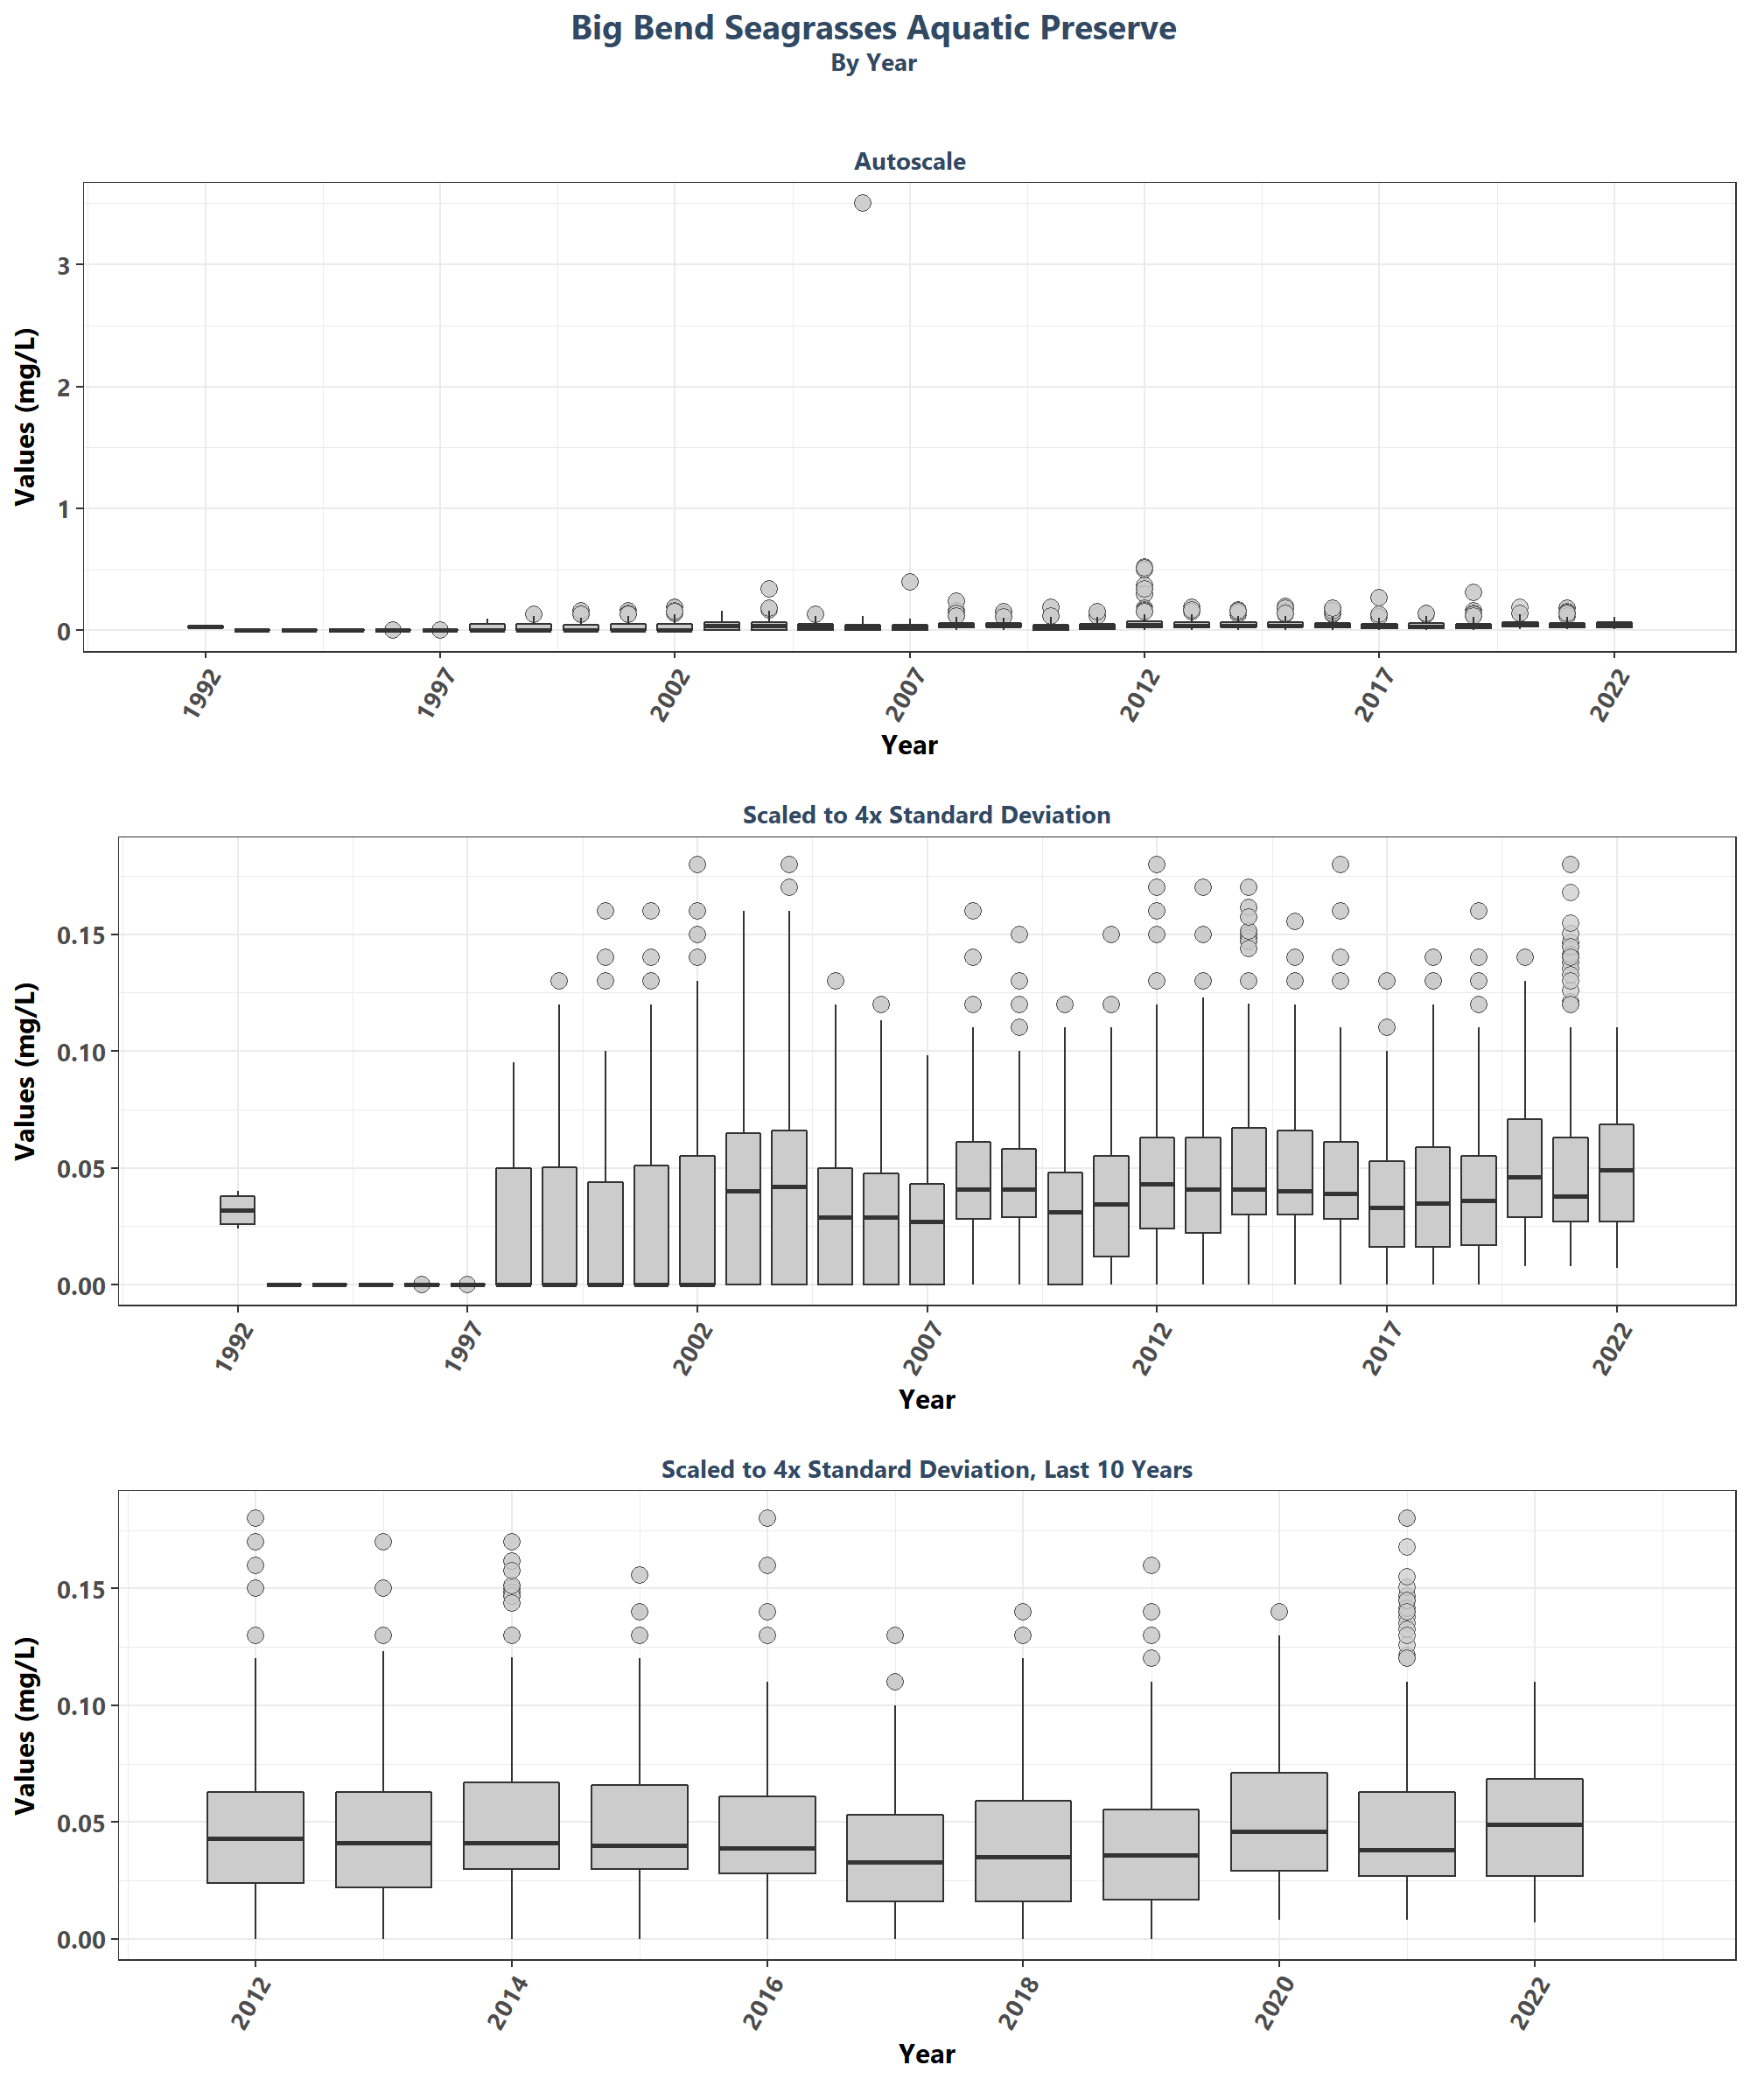 Big Bend Seagrasses Aquatic Preserve
By Year
Autoscale
Values (mg/L)
3
2
1
0
1992 1997 2002 2007 2012 2017 2022
Year
Scaled to 4x Standard Deviation
Values (mg/L)
0.15
0.10
0.05
0.00
1992 1997 2002 2007 2012 2017 2022
Year
Scaled to 4x Standard Deviation, Last 10 Years
Values (mg/L)
0.15
0.10
0.05
0.00
2012 2014 2016 2018 2020 2022
Year